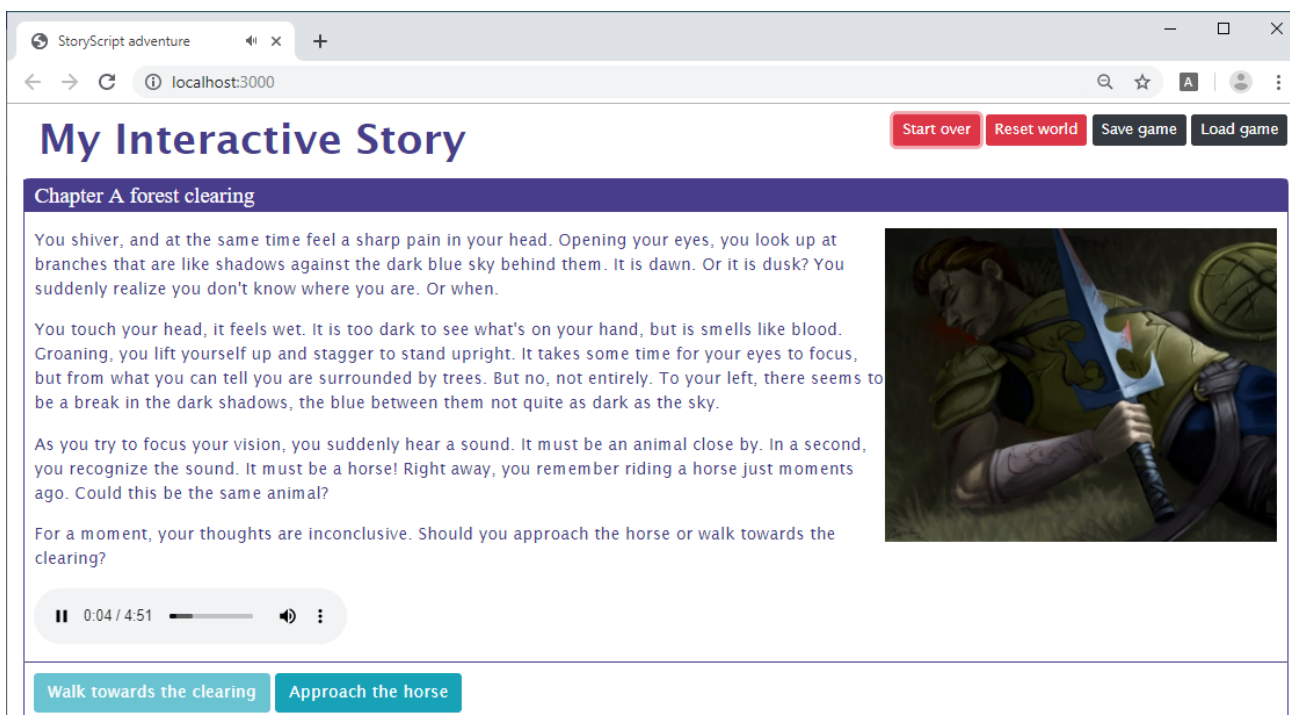 StoryScript adventure
localhost:3000
A
My Interactive Story
Start over
Reset world
Save game
Load game
Chapter A forest clearing
You shiver, and at the same time feel a sharp pain in your head. Opening your eyes, you look up at
branches that are like shadows against the dark blue sky behind them. It is dawn. Or it is dusk? You
suddenly realize you don't know where you are. Or when.
You touch your head, it feels wet. It is too dark to see what's on your hand, but is smells like blood.
Groaning, you lift yourself up and stagger to stand upright. It takes some time for your eyes to focus,
but from what you can tell you are surrounded by trees. But no, not entirely. To your left, there seems to
be a break in the dark shadows, the blue between them not quite as dark as the sky.
As you try to focus your vision, you suddenly hear a sound. It must be an animal close by. In a second,
you recognize the sound. It must be a horse! Right away, you remember riding a horse just moments
ago. Could this be the same animal?
For a moment, your thoughts are inconclusive. Should you approach the horse or walk towards the
clearing?
0:04 / 4:51
Walk towards the clearing
Approach the horse